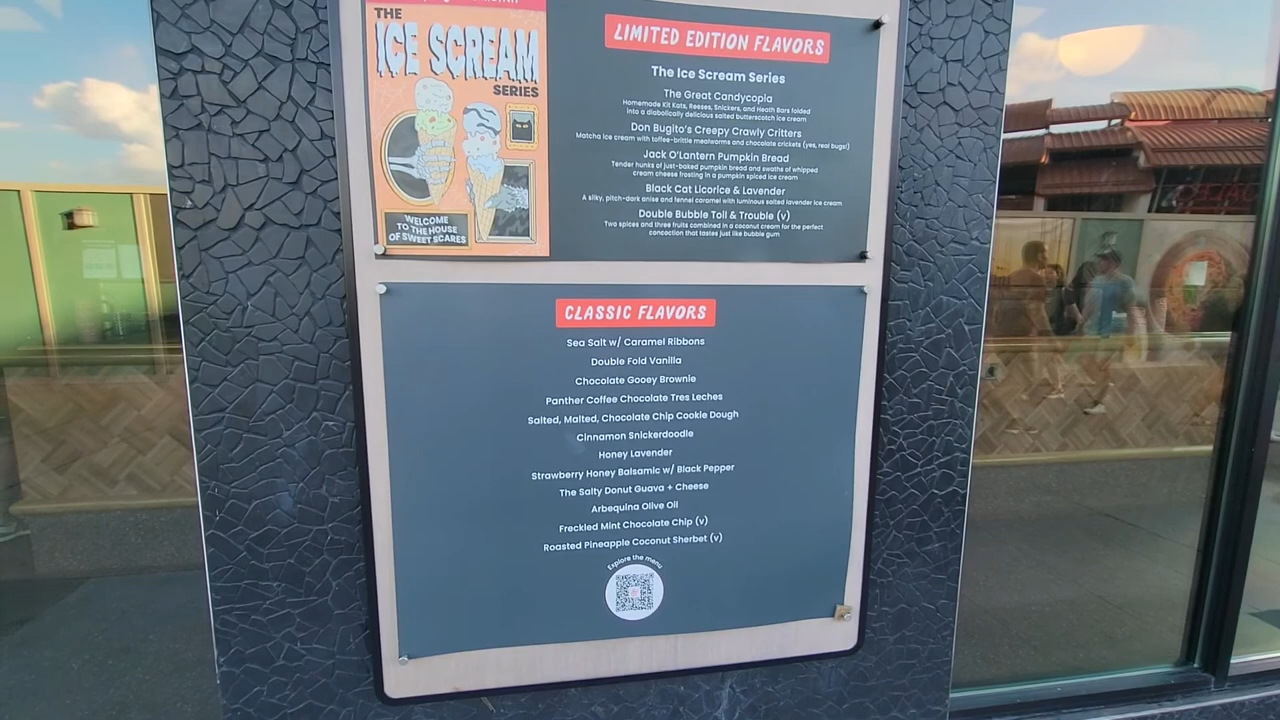 THE
ICE SCREAM
SERIES
WELCOME
TO THE HOUSE
OF SWEET SCARES
LIMITED EDITION FLAVORS
The Ice Scream Series
The Great Candycopia
Homemade Kit Kats, Reeses, Snickers, and Heath Bars folded
into a diabolically delicious salted butterscotch ice cream
Don Bugito's Creepy Crawly Critters
Matcha ice cream with toffee-brittle mealworms and chocolate crickets (yes, real bugs!)
Jack O'Lantern Pumpkin Bread
Tender hunks of just-baked pumpkin bread and swaths of whipped
cream cheese frosting in a pumpkin spiced ice cream
Black Cat Licorice & Lavender
A silky, pitch-dark anise and fennel caramel with luminous salted lavender ice cream
Double Bubble Toil & Trouble (v)
Two spices and three fruits combined in a coconut cream for the perfect
concoction that tastes just like bubble gum
CLASSIC FLAVORS
Sea Salt w/ Caramel Ribbons
Double Fold Vanilla
Chocolate Gooey Brownie
Panther Coffee Chocolate Tres Leches
Salted, Malted, Chocolate Chip Cookie Dough
Cinnamon Snickerdoodle
Honey Lavender
Strawberry Honey Balsamic w/ Black Pepper
The Salty Donut Guava + Cheese
Arbequina Olive Oil
Freckled Mint Chocolate Chip (v)
Roasted Pineapple Coconut Sherbet (v)
Explore the menu